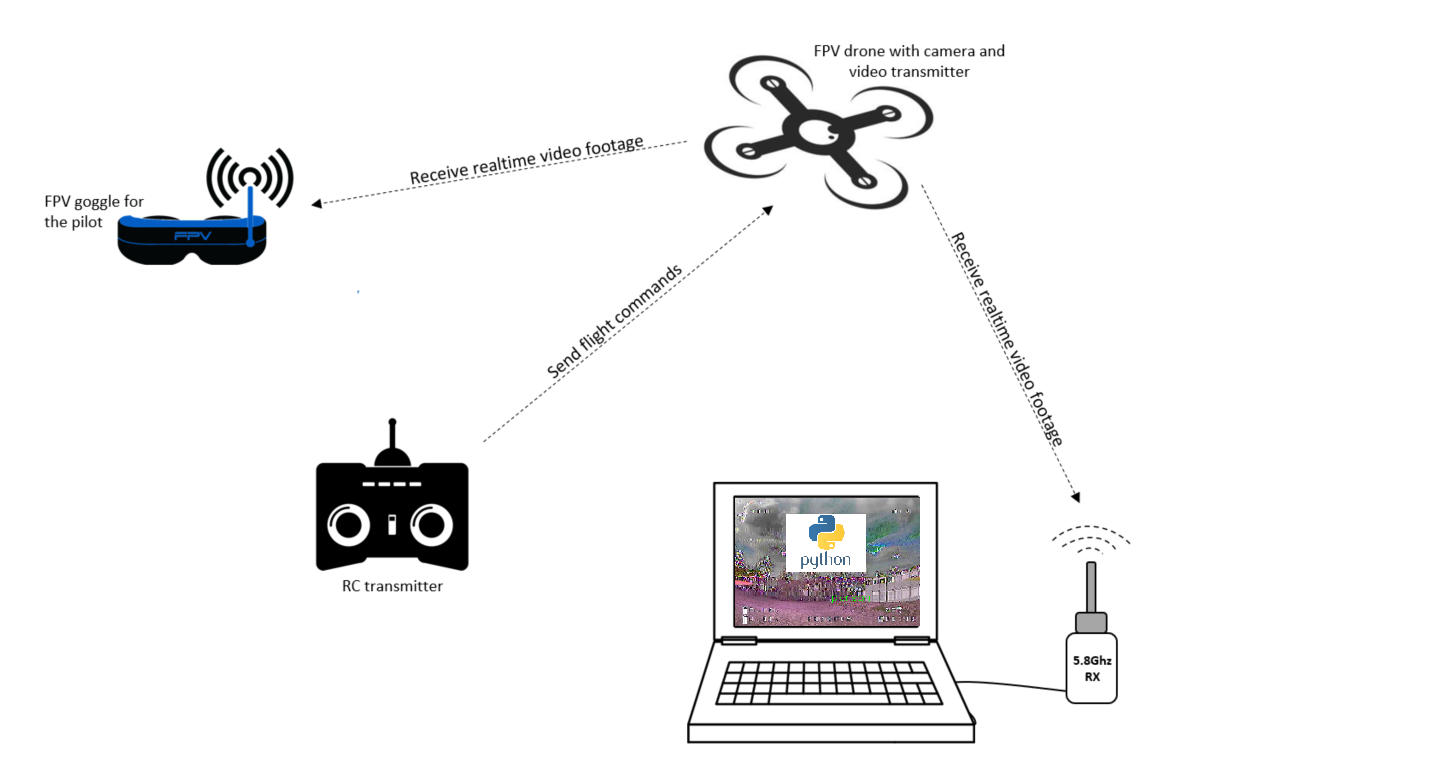 FPV drone with camera and
video transmitter
Receive realtime video footage
FPV goggle for
the pilot
FPV
Receive realtime video footage
Send flight commands
RC transmitter
python
5.8Ghz
RX